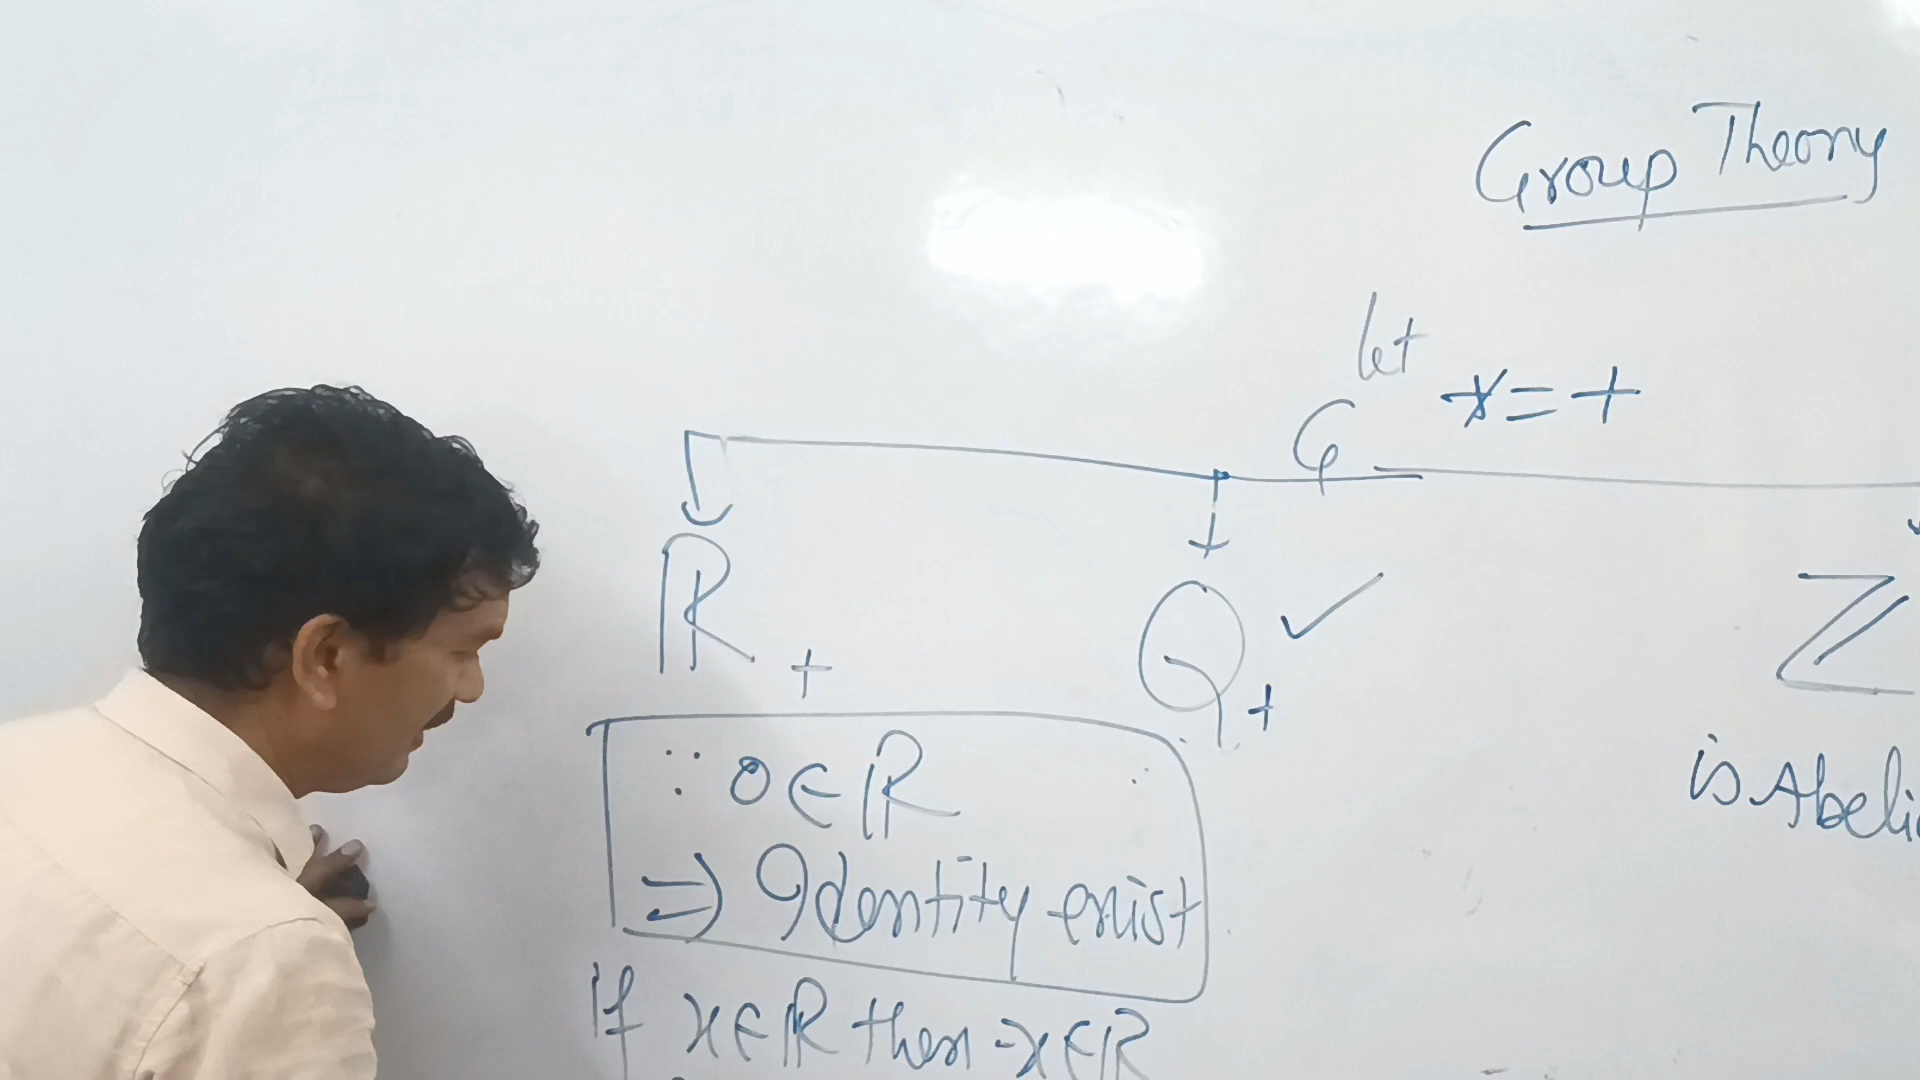 Group Theory
let * = +
G
ℝ + Q + ✓ ℤ
∵ 0 ∈ ℝ
⇒ Identity exist
is Abeli
If x ∈ ℝ then -x ∈ ℝ